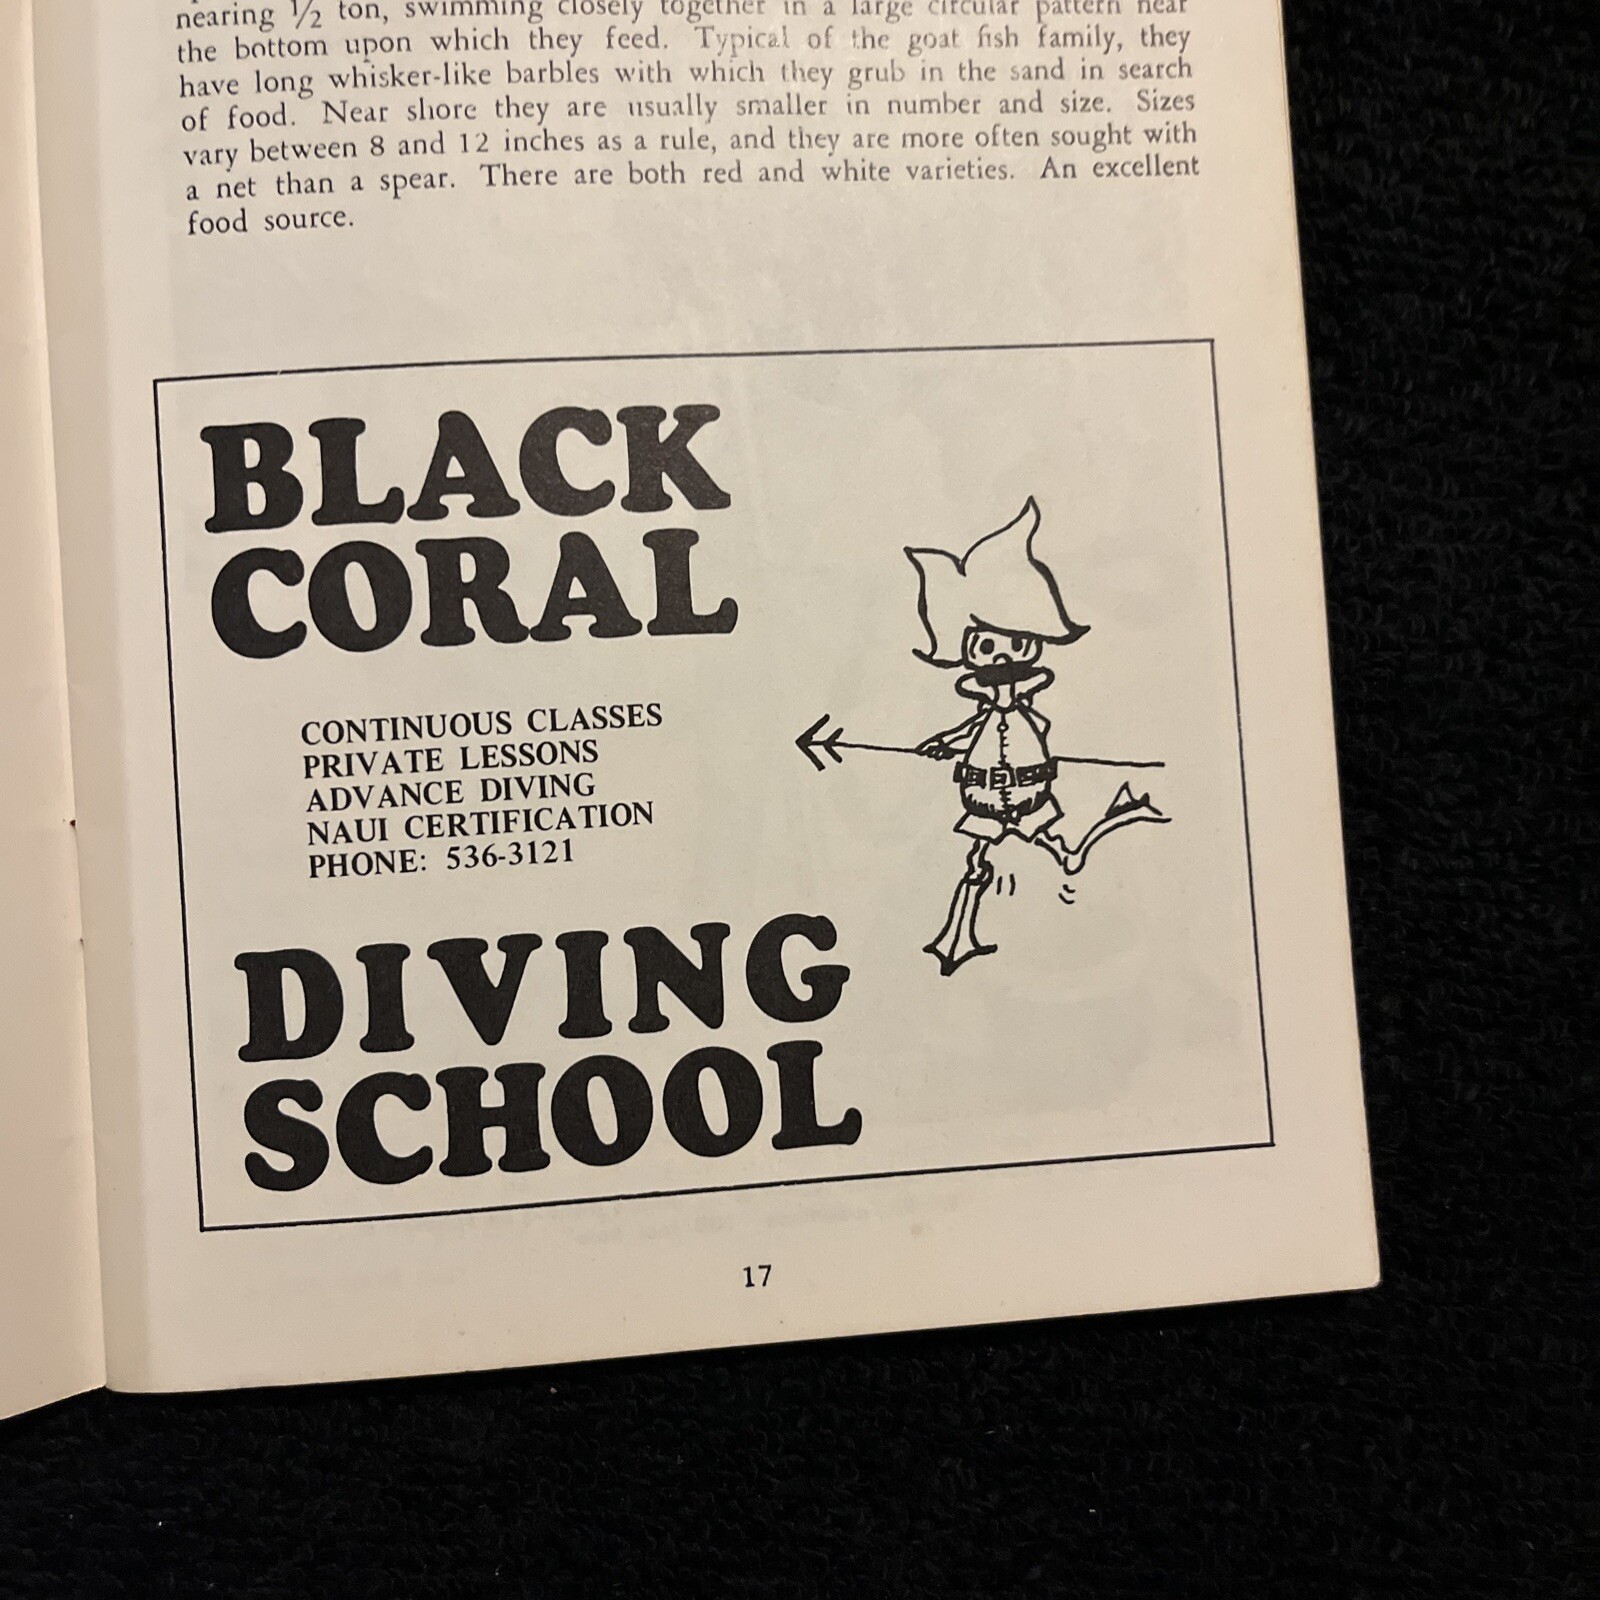 nearing ½ ton, swimming closely together in a large circular pattern near
the bottom upon which they feed. Typical of the goat fish family, they
have long whisker-like barbles with which they grub in the sand in search
of food. Near shore they are usually smaller in number and size. Sizes
vary between 8 and 12 inches as a rule, and they are more often sought with
a net than a spear. There are both red and white varieties. An excellent
food source.
BLACK
CORAL
CONTINUOUS CLASSES
PRIVATE LESSONS
ADVANCE DIVING
NAUI CERTIFICATION
PHONE: 536-3121
DIVING
SCHOOL
17